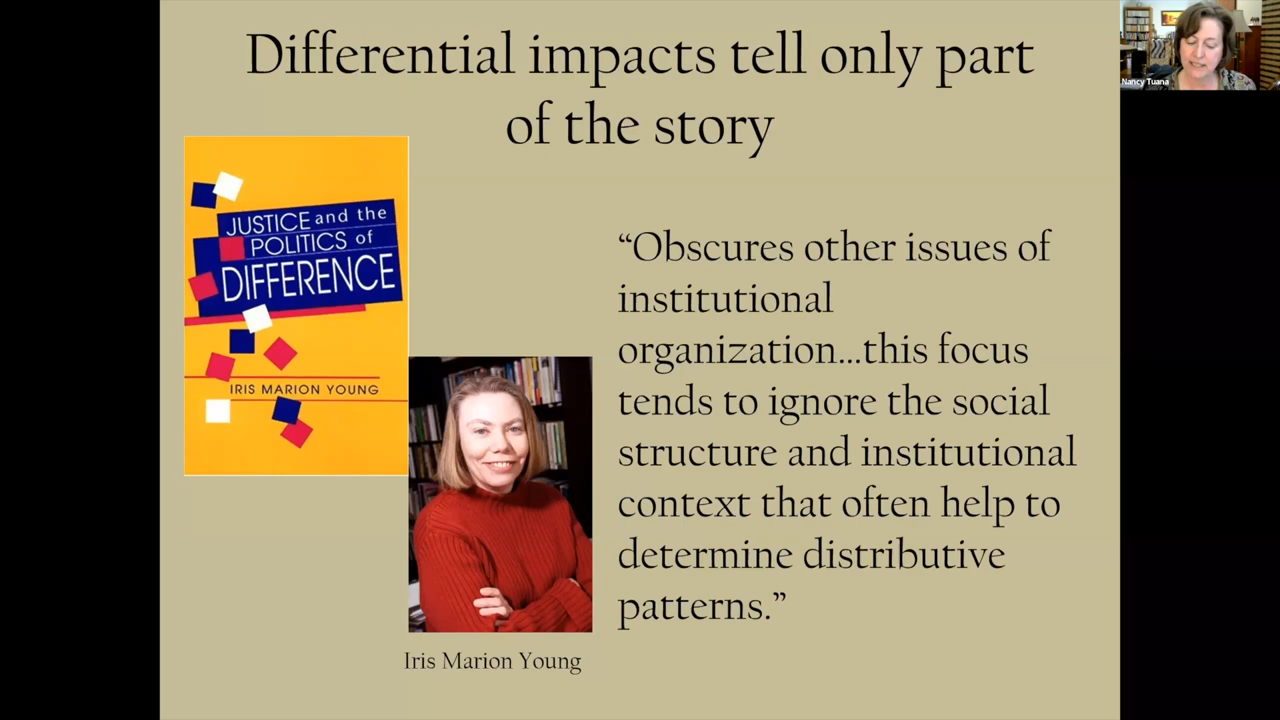 Differential impacts tell only part
of the story
Nancy Tuana
JUSTICE and the
POLITICS of
DIFFERENCE
IRIS MARION YOUNG
“Obscures other issues of
institutional
organization...this focus
tends to ignore the social
structure and institutional
context that often help to
determine distributive
patterns.”
Iris Marion Young